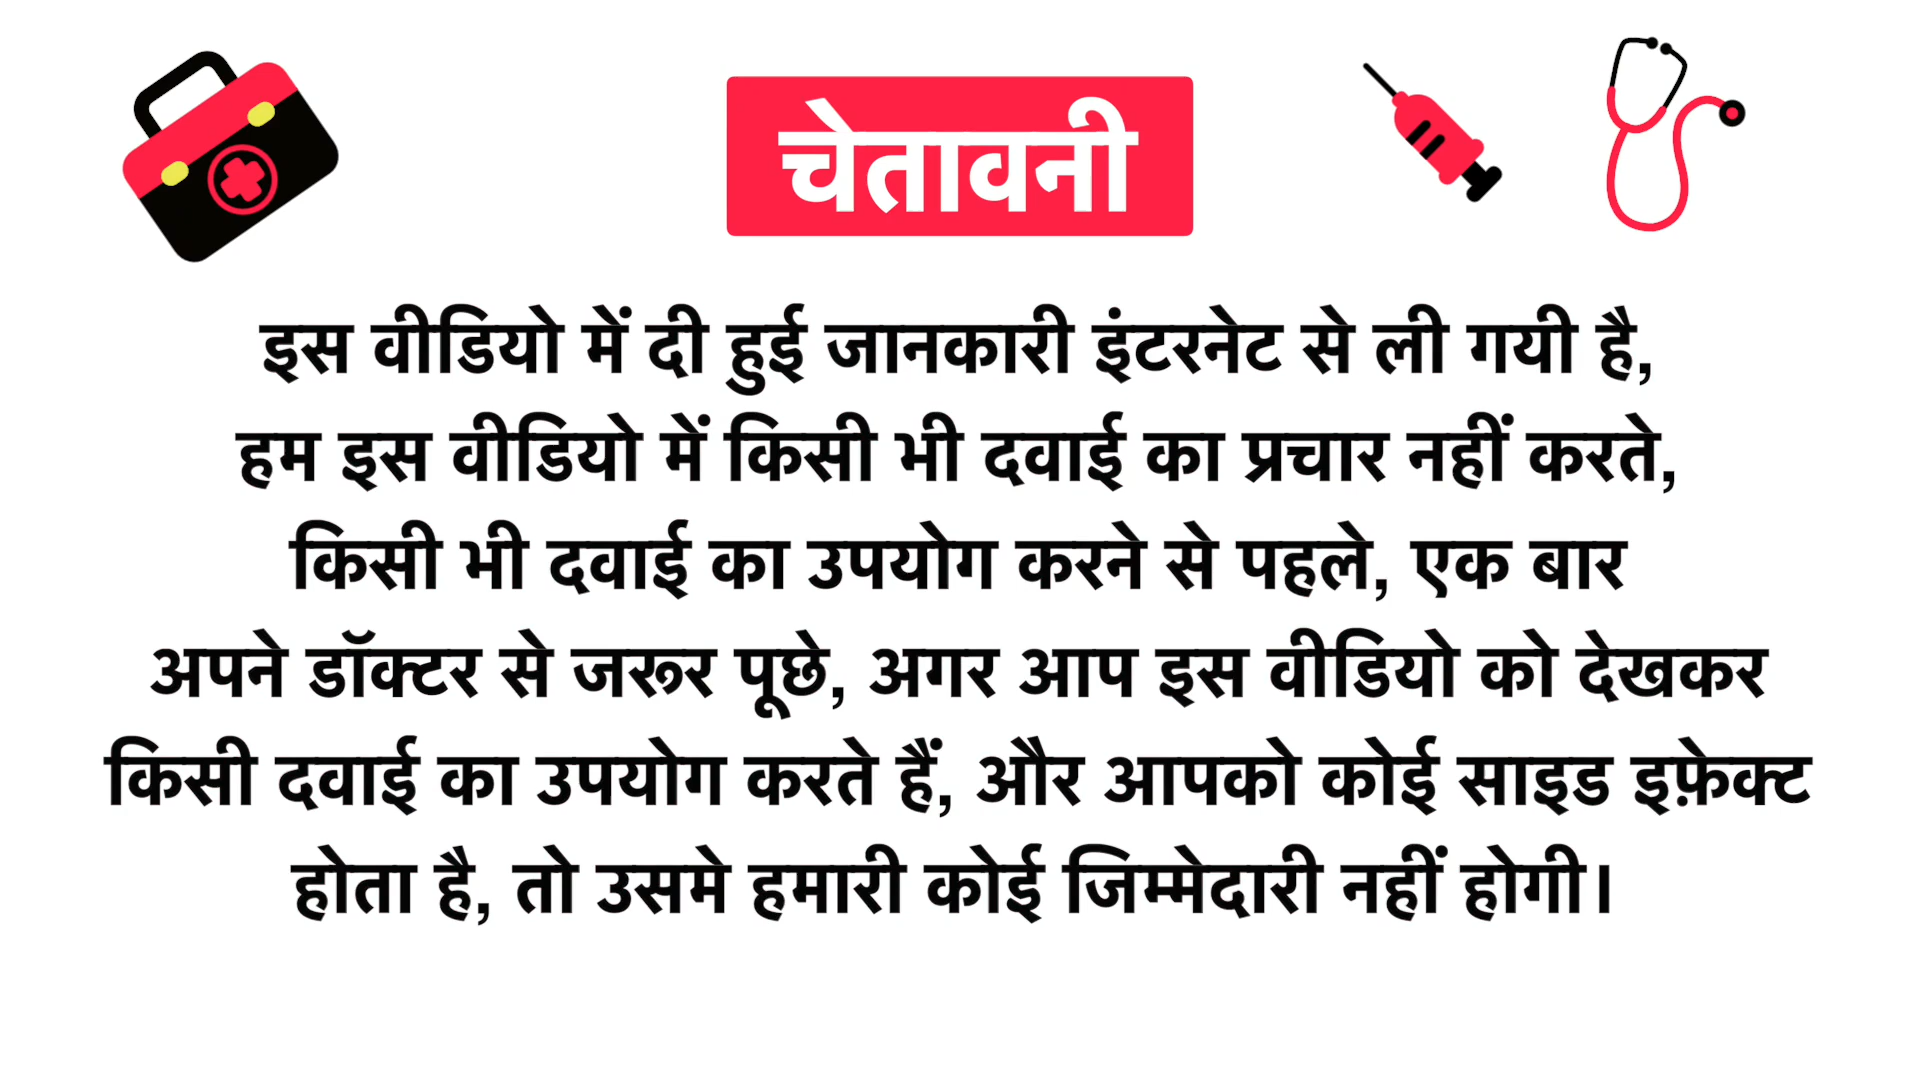 चेतावनी
इस वीडियो में दी हुई जानकारी इंटरनेट से ली गयी है,
हम इस वीडियो में किसी भी दवाई का प्रचार नहीं करते,
किसी भी दवाई का उपयोग करने से पहले, एक बार
अपने डॉक्टर से जरूर पूछे, अगर आप इस वीडियो को देखकर
किसी दवाई का उपयोग करते हैं, और आपको कोई साइड इफ़ेक्ट
होता है, तो उसमे हमारी कोई जिम्मेदारी नहीं होगी।